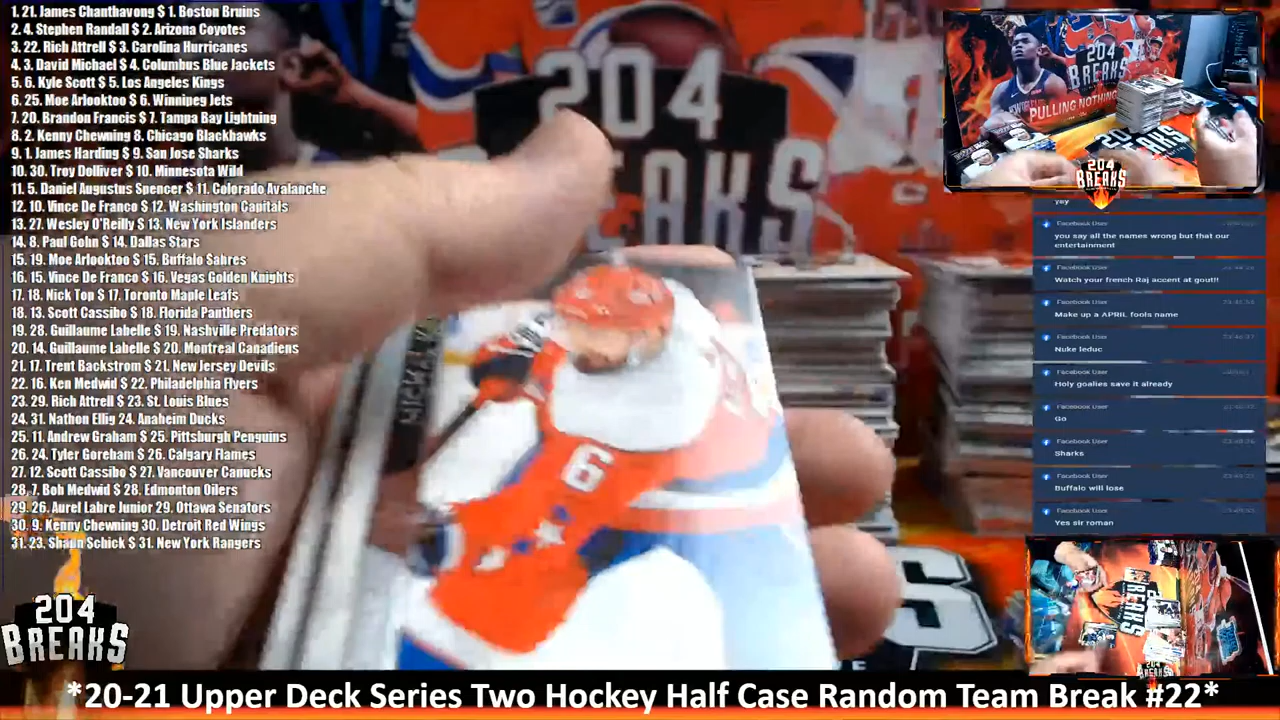 1. 21. James Chanthavong $ 1. Boston Bruins
2. 4. Stephen Randall $ 2. Arizona Coyotes
3. 22. Rich Attrell $ 3. Carolina Hurricanes
4. 3. David Michael $ 4. Columbus Blue Jackets
5. 6. Kyle Scott $ 5. Los Angeles Kings
6. 25. Moe Arlooktoo $ 6. Winnipeg Jets
7. 20. Brandon Francis $ 7. Tampa Bay Lightning
8. 2. Kenny Chewning 8. Chicago Blackhawks
9. 1. James Harding $ 9. San Jose Sharks
10. 30. Troy Dolliver $ 10. Minnesota Wild
11. 5. Daniel Augustus Spencer $ 11. Colorado Avalanche
12. 10. Vince De Franco $ 12. Washington Capitals
13. 27. Wesley O'Reilly $ 13. New York Islanders
14. 8. Paul Gohn $ 14. Dallas Stars
15. 19. Moe Arlooktoo $ 15. Buffalo Sabres
16. 15. Vince De Franco $ 16. Vegas Golden Knights
17. 18. Nick Top $ 17. Toronto Maple Leafs
18. 13. Scott Cassibo $ 18. Florida Panthers
19. 28. Guillaume Labelle $ 19. Nashville Predators
20. 14. Guillaume Labelle $ 20. Montreal Canadiens
21. 17. Trent Backstrom $ 21. New Jersey Devils
22. 16. Ken Medwid $ 22. Philadelphia Flyers
23. 29. Rich Attrell $ 23. St. Louis Blues
24. 31. Nathon Ellig 24. Anaheim Ducks
25. 11. Andrew Graham $ 25. Pittsburgh Penguins
26. 24. Tyler Goreham $ 26. Calgary Flames
27. 12. Scott Cassibo $ 27. Vancouver Canucks
28. 7. Bob Medwid $ 28. Edmonton Oilers
29. 26. Aurel Labre Junior 29. Ottawa Senators
30. 9. Kenny Chewning 30. Detroit Red Wings
31. 23. Shaun Schick $ 31. New York Rangers
204
BREAKS
204
EAKS
6
204
BREAKS
PULLING NOTHING
204
BREAKS
yey
Facebook User
you say all the names wrong but that our
entertainment
Facebook User
Watch your french Raj accent at gout!!
Facebook User
Make up a APRIL fools name
Facebook User
Nuke leduc
Facebook User
Holy goalies save it already
Facebook User
Go
Facebook User
Sharks
Facebook User
Buffalo will lose
Facebook User
Yes sir roman
204
BREAKS
*20-21 Upper Deck Series Two Hockey Half Case Random Team Break #22*